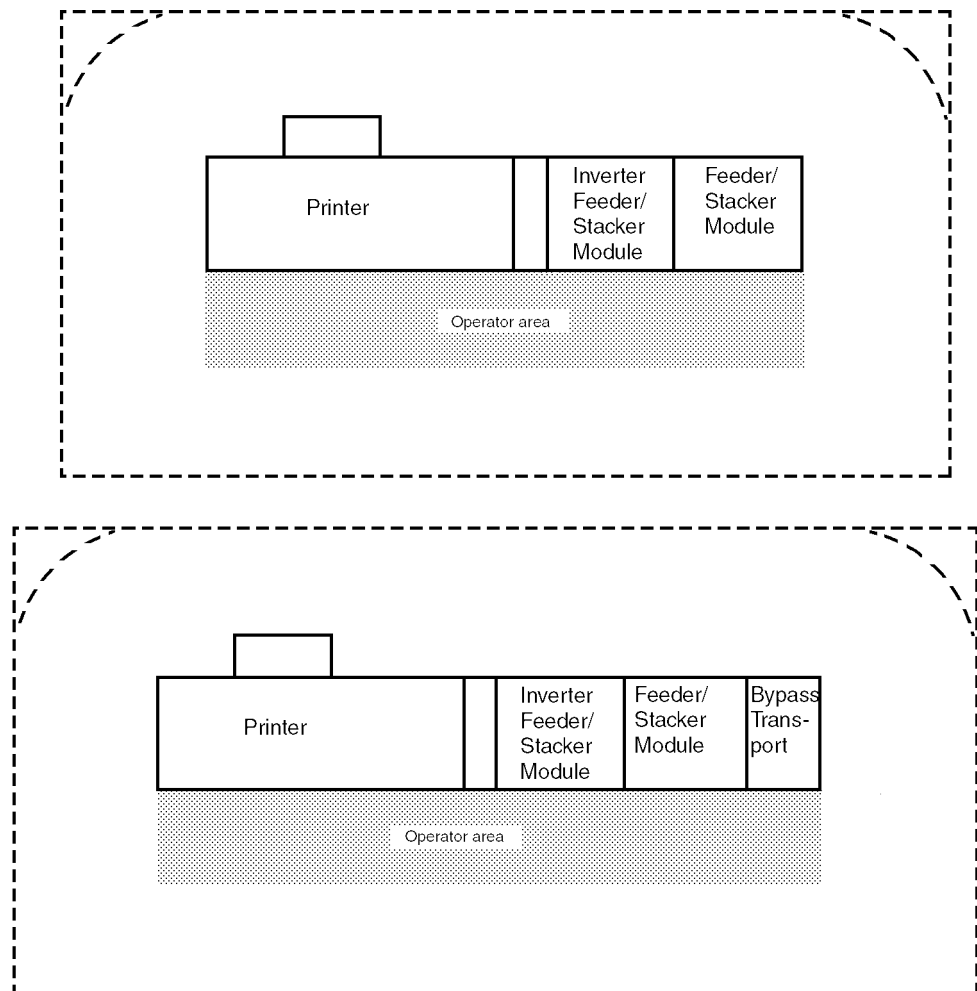 Printer
Inverter
Feeder/
Stacker
Module
Feeder/
Stacker
Module
Operator area
Printer
Inverter
Feeder/
Stacker
Module
Feeder/
Stacker
Module
Bypass
Trans-
port
Operator area